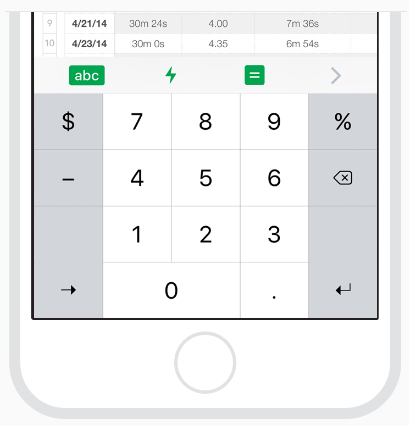 9 4/21/14 30m 24s 4.00 7m 36s
10 4/23/14 30m 0s 4.35 6m 54s
abc =
$ 7 8 9 %
– 4 5 6
1 2 3
0 .